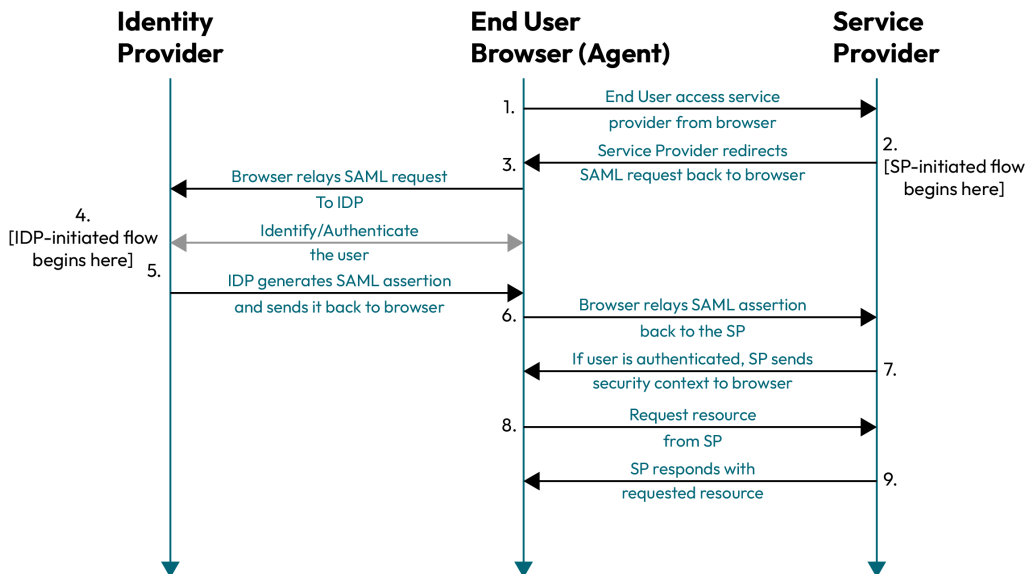 Identity
Provider
End User
Browser (Agent)
Service
Provider
1.
End User access service
provider from browser
2.
[SP-initiated flow
begins here]
Service Provider redirects
SAML request back to browser
3.
Browser relays SAML request
To IDP
4.
[IDP-initiated flow
begins here]
Identify/Authenticate
the user
5.
IDP generates SAML assertion
and sends it back to browser
6.
Browser relays SAML assertion
back to the SP
7.
If user is authenticated, SP sends
security context to browser
8.
Request resource
from SP
9.
SP responds with
requested resource